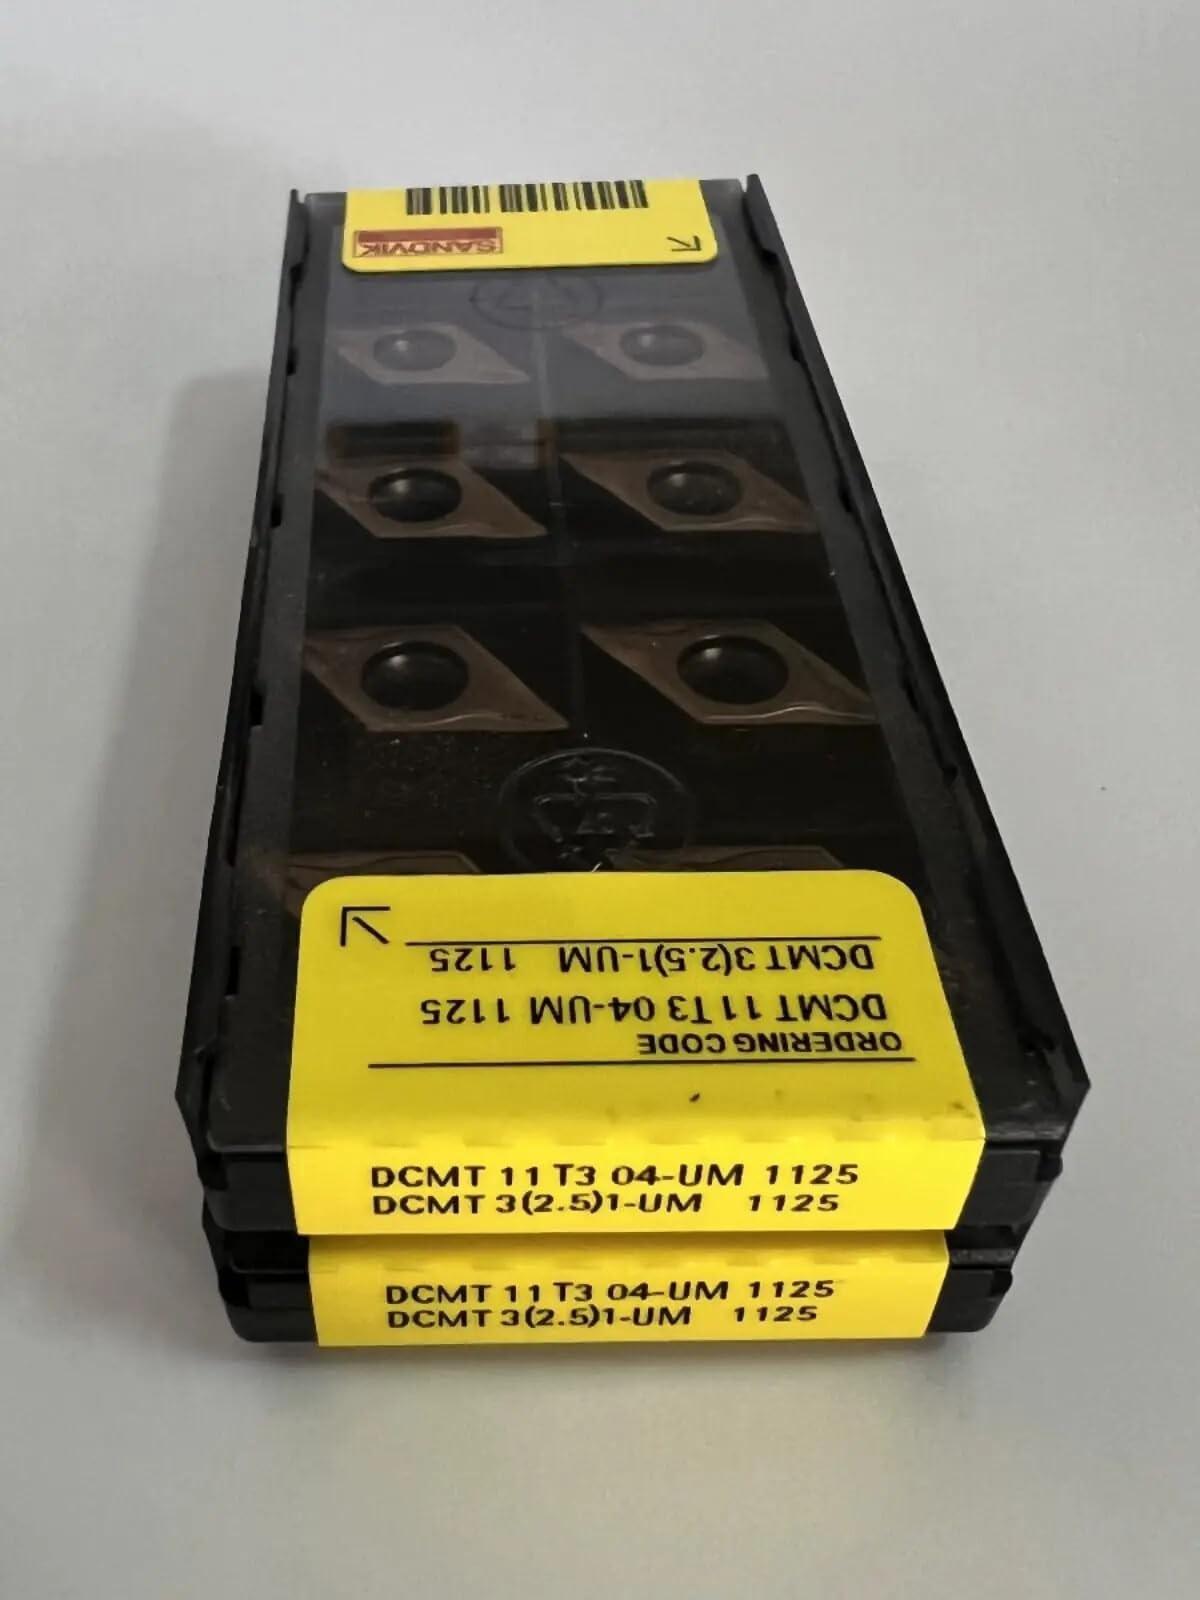 SANDVIK
DCMT 3(2.5)1-UM 1125
DCMT 11 T3 04-UM 1125
ORDERING CODE
DCMT 11 T3 04-UM 1125
DCMT 3(2.5)1-UM 1125
DCMT 11 T3 04-UM 1125
DCMT 3(2.5)1-UM 1125